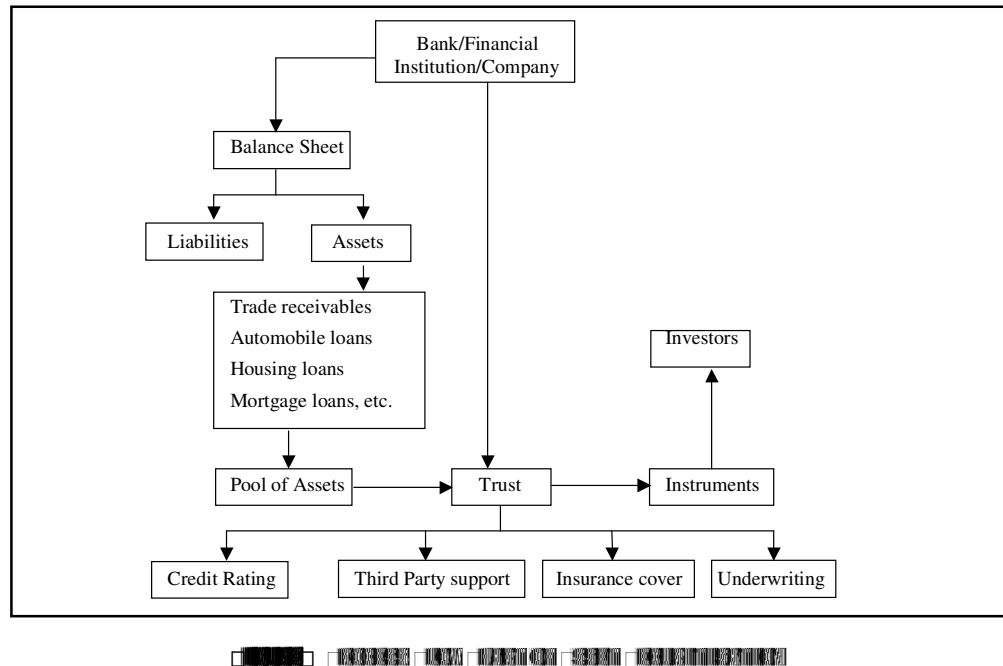 Bank/Financial
Institution/Company
Balance Sheet
Liabilities
Assets
Trade receivables
Automobile loans
Housing loans
Mortgage loans, etc.
Investors
Pool of Assets
Trust
Instruments
Credit Rating
Third Party support
Insurance cover
Underwriting